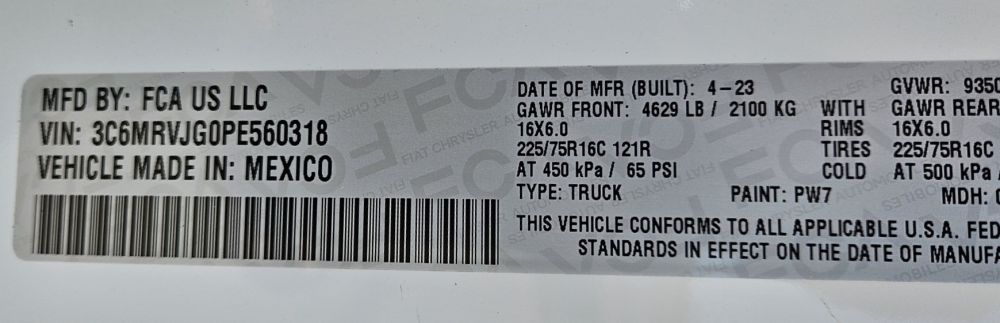 MFD BY: FCA US LLC
VIN: 3C6MRVJG0PE560318
VEHICLE MADE IN: MEXICO
DATE OF MFR (BUILT): 4-23 GVWR: 9350
GAWR FRONT: 4629 LB / 2100 KG WITH GAWR REAR
16X6.0 RIMS 16X6.0
225/75R16C 121R TIRES 225/75R16C
AT 450 kPa / 65 PSI COLD AT 500 kPa /
TYPE: TRUCK PAINT: PW7 MDH:
THIS VEHICLE CONFORMS TO ALL APPLICABLE U.S.A. FED
STANDARDS IN EFFECT ON THE DATE OF MANUFA